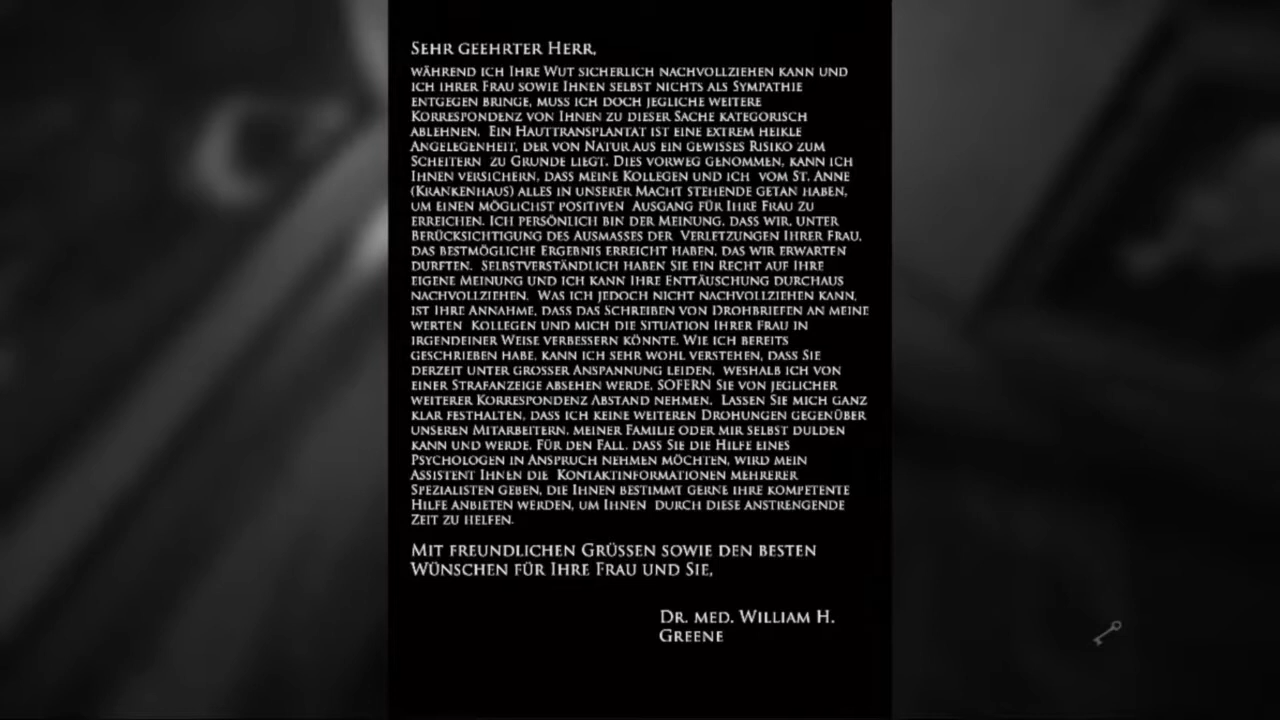 SEHR GEEHRTER HERR,
WÄHREND ICH IHRE WUT SICHERLICH NACHVOLLZIEHEN KANN UND
ICH IHRER FRAU SOWIE IHNEN SELBST NICHTS ALS SYMPATHIE
ENTGEGEN BRINGE, MUSS ICH DOCH JEGLICHE WEITERE
KORRESPONDENZ VON IHNEN ZU DIESER SACHE KATEGORISCH
ABLEHNEN. EIN HAUTTRANSPLANTAT IST EINE EXTREM HEIKLE
ANGELEGENHEIT, DER VON NATUR AUS EIN GEWISSES RISIKO ZUM
SCHEITERN ZU GRUNDE LIEGT. DIES VORWEG GENOMMEN, KANN ICH
IHNEN VERSICHERN, DASS MEINE KOLLEGEN UND ICH VOM ST. ANNE
(KRANKENHAUS) ALLES IN UNSERER MACHT STEHENDE GETAN HABEN,
UM EINEN MÖGLICHST POSITIVEN AUSGANG FÜR IHRE FRAU ZU
ERREICHEN. ICH PERSÖNLICH BIN DER MEINUNG, DASS WIR, UNTER
BERÜCKSICHTIGUNG DES AUSMASSES DER VERLETZUNGEN IHRER FRAU,
DAS BESTMÖGLICHE ERGEBNIS ERREICHT HABEN, DAS WIR ERWARTEN
DURFTEN. SELBSTVERSTÄNDLICH HABEN SIE EIN RECHT AUF IHRE
EIGENE MEINUNG UND ICH KANN IHRE ENTTÄUSCHUNG DURCHAUS
NACHVOLLZIEHEN. WAS ICH JEDOCH NICHT NACHVOLLZIEHEN KANN,
IST IHRE ANNAHME, DASS DAS SCHREIBEN VON DROHBRIEFEN AN MEINE
WERTEN KOLLEGEN UND MICH DIE SITUATION IHRER FRAU IN
IRGENDEINER WEISE VERBESSERN KÖNNTE. WIE ICH BEREITS
GESCHRIEBEN HABE, KANN ICH SEHR WOHL VERSTEHEN, DASS SIE
DERZEIT UNTER GROSSER ANSPANNUNG LEIDEN, WESHALB ICH VON
EINER STRAFANZEIGE ABSEHEN WERDE, SOFERN SIE VON JEGLICHER
WEITERER KORRESPONDENZ ABSTAND NEHMEN. LASSEN SIE MICH GANZ
KLAR FESTHALTEN, DASS ICH KEINE WEITEREN DROHUNGEN GEGENÜBER
UNSEREN MITARBEITERN, MEINER FAMILIE ODER MIR SELBST DULDEN
KANN UND WERDE. FÜR DEN FALL, DASS SIE DIE HILFE EINES
PSYCHOLOGEN IN ANSPRUCH NEHMEN MÖCHTEN, WIRD MEIN
ASSISTENT IHNEN DIE KONTAKTINFORMATIONEN MEHRERER
SPEZIALISTEN GEBEN, DIE IHNEN BESTIMMT GERNE IHRE KOMPETENTE
HILFE ANBIETEN WERDEN, UM IHNEN DURCH DIESE ANSTRENGENDE
ZEIT ZU HELFEN.
MIT FREUNDLICHEN GRÜSSEN SOWIE DEN BESTEN
WÜNSCHEN FÜR IHRE FRAU UND SIE,
DR. MED. WILLIAM H.
GREENE